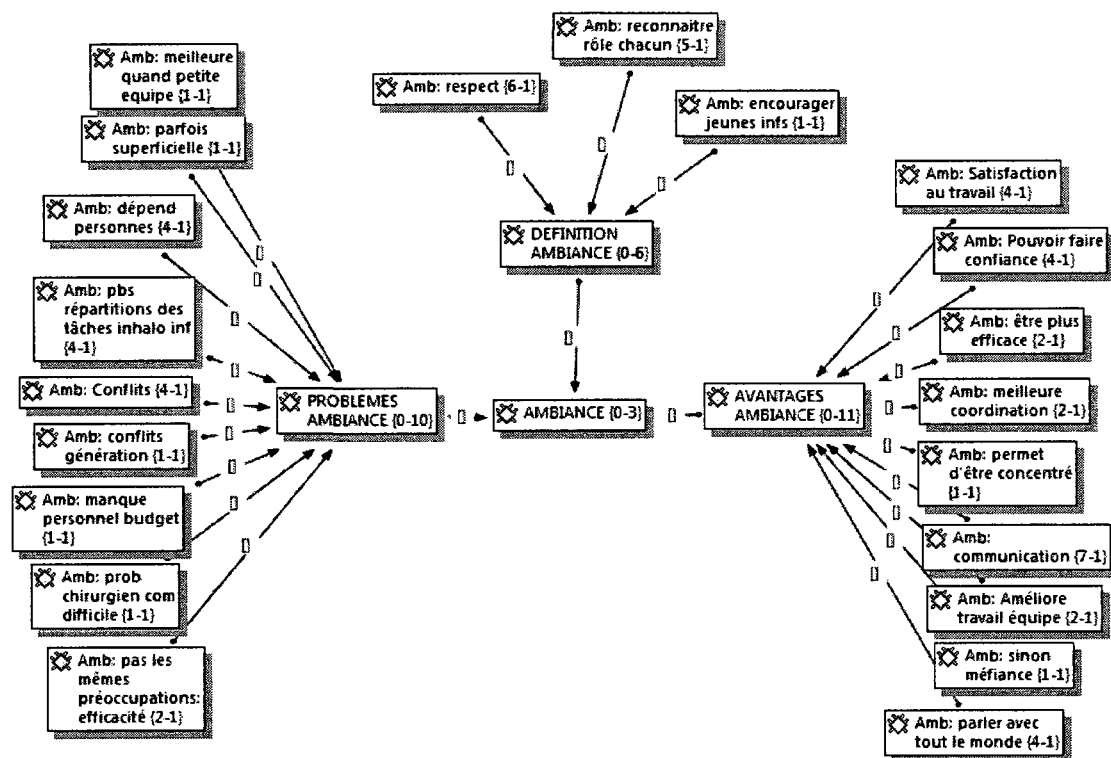 Amb: meilleure
quand petite
equipe {1-1}
Amb: parfois
superficielle {1-1}
Amb: dépend
personnes {4-1}
Amb: pbs
répartitions des
tâches inhalo inf
{4-1}
Amb: Conflits {4-1}
Amb: conflits
génération {1-1}
Amb: manque
personnel budget
{1-1}
Amb: prob
chirurgien com
difficile {1-1}
Amb: pas les
mêmes
préoccupations:
efficacité {2-1}
PROBLEMES
AMBIANCE {0-10}
Amb: reconnaitre
rôle chacun {5-1}
Amb: respect {6-1}
Amb: encourager
jeunes infs {1-1}
DEFINITION
AMBIANCE {0-6}
AMBIANCE {0-3}
AVANTAGES
AMBIANCE {0-11}
Amb: Satisfaction
au travail {4-1}
Amb: Pouvoir faire
confiance {4-1}
Amb: être plus
efficace {2-1}
Amb: meilleure
coordination {2-1}
Amb: permet
d'être concentré
{1-1}
Amb:
communication {7-1}
Amb: Améliore
travail équipe {2-1}
Amb: sinon
méfiance {1-1}
Amb: parler avec
tout le monde {4-1}